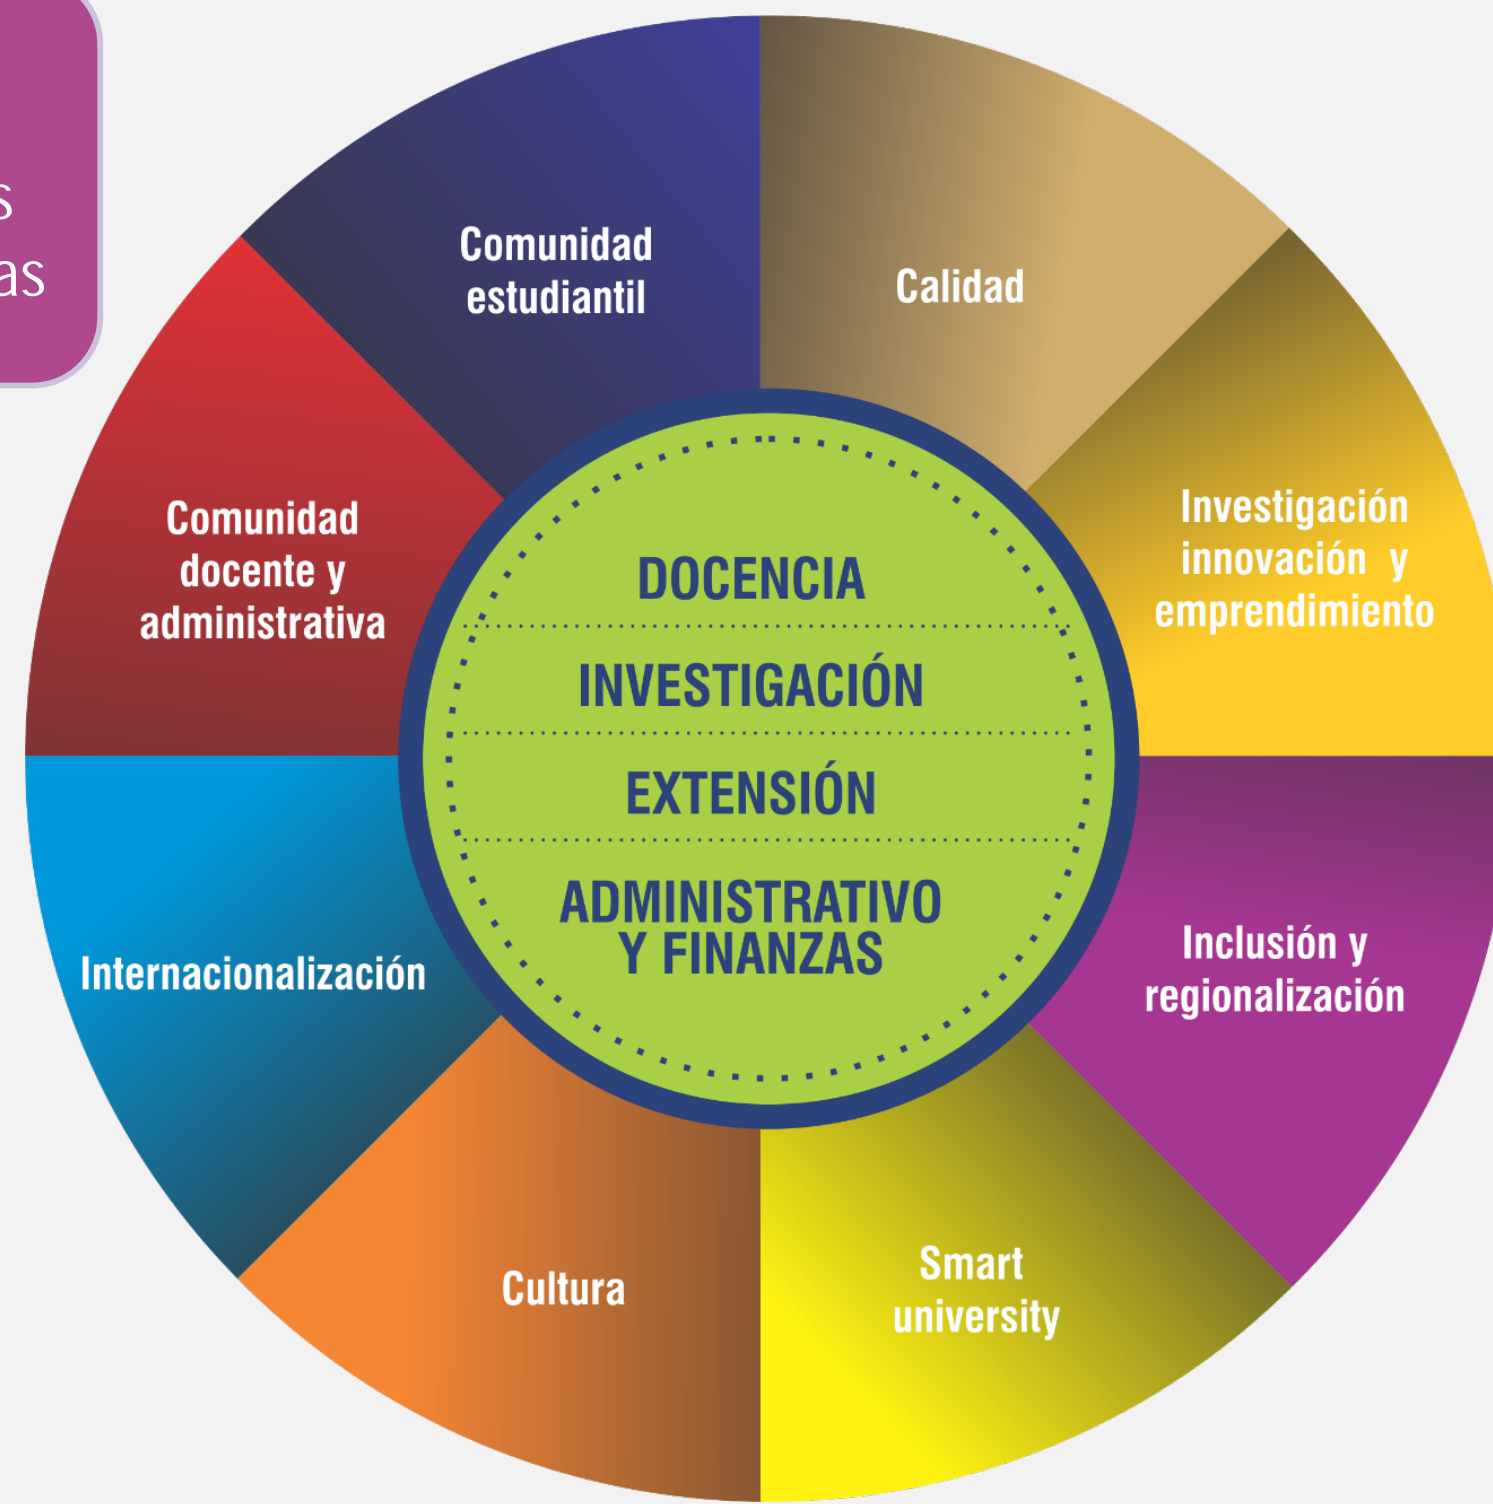 Comunidad
estudiantil
Calidad
Investigación
innovación y
emprendimiento
Inclusión y
regionalización
Smart
university
Cultura
Internacionalización
Comunidad
docente y
administrativa
DOCENCIA
INVESTIGACIÓN
EXTENSIÓN
ADMINISTRATIVO
Y FINANZAS